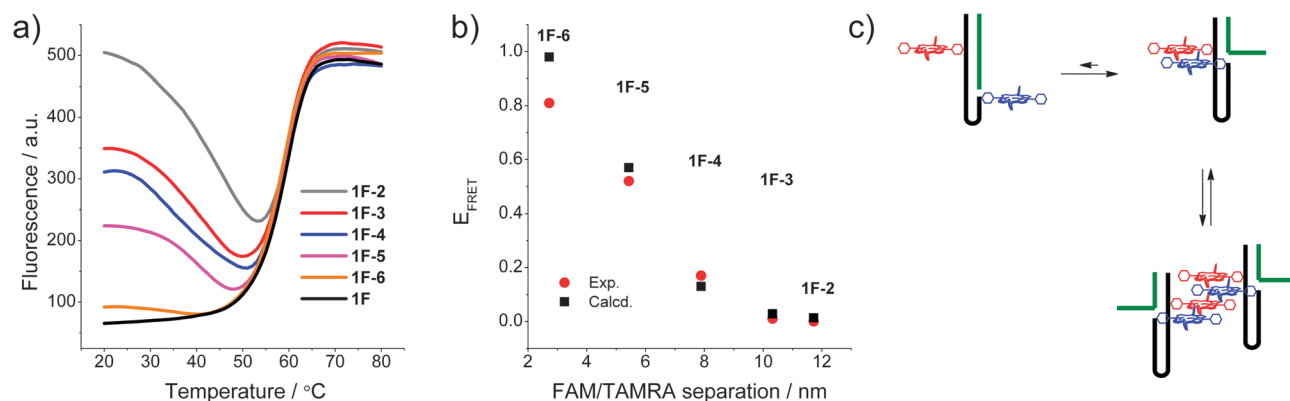 a)
500
400
300
200
100
Fluorescence / a.u.
20
30
40
50
60
70
80
Temperature / °C
1F-2
1F-3
1F-4
1F-5
1F-6
1F
b)
1F-6
1F-5
1F-4
1F-3
1F-2
1.0
0.8
0.6
0.4
0.2
0.0
E_FRET
Exp.
Calcd.
2
4
6
8
10
12
FAM/TAMRA separation / nm
c)